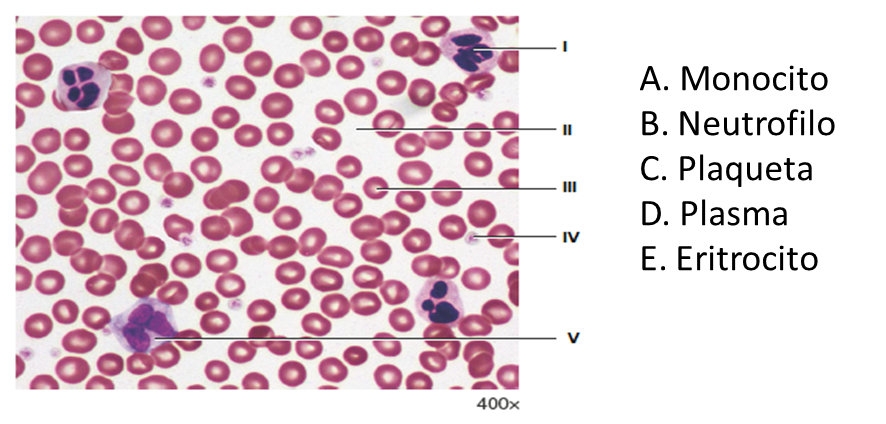 I
II
III
IV
V
400x
A. Monocito
B. Neutrofilo
C. Plaqueta
D. Plasma
E. Eritrocito